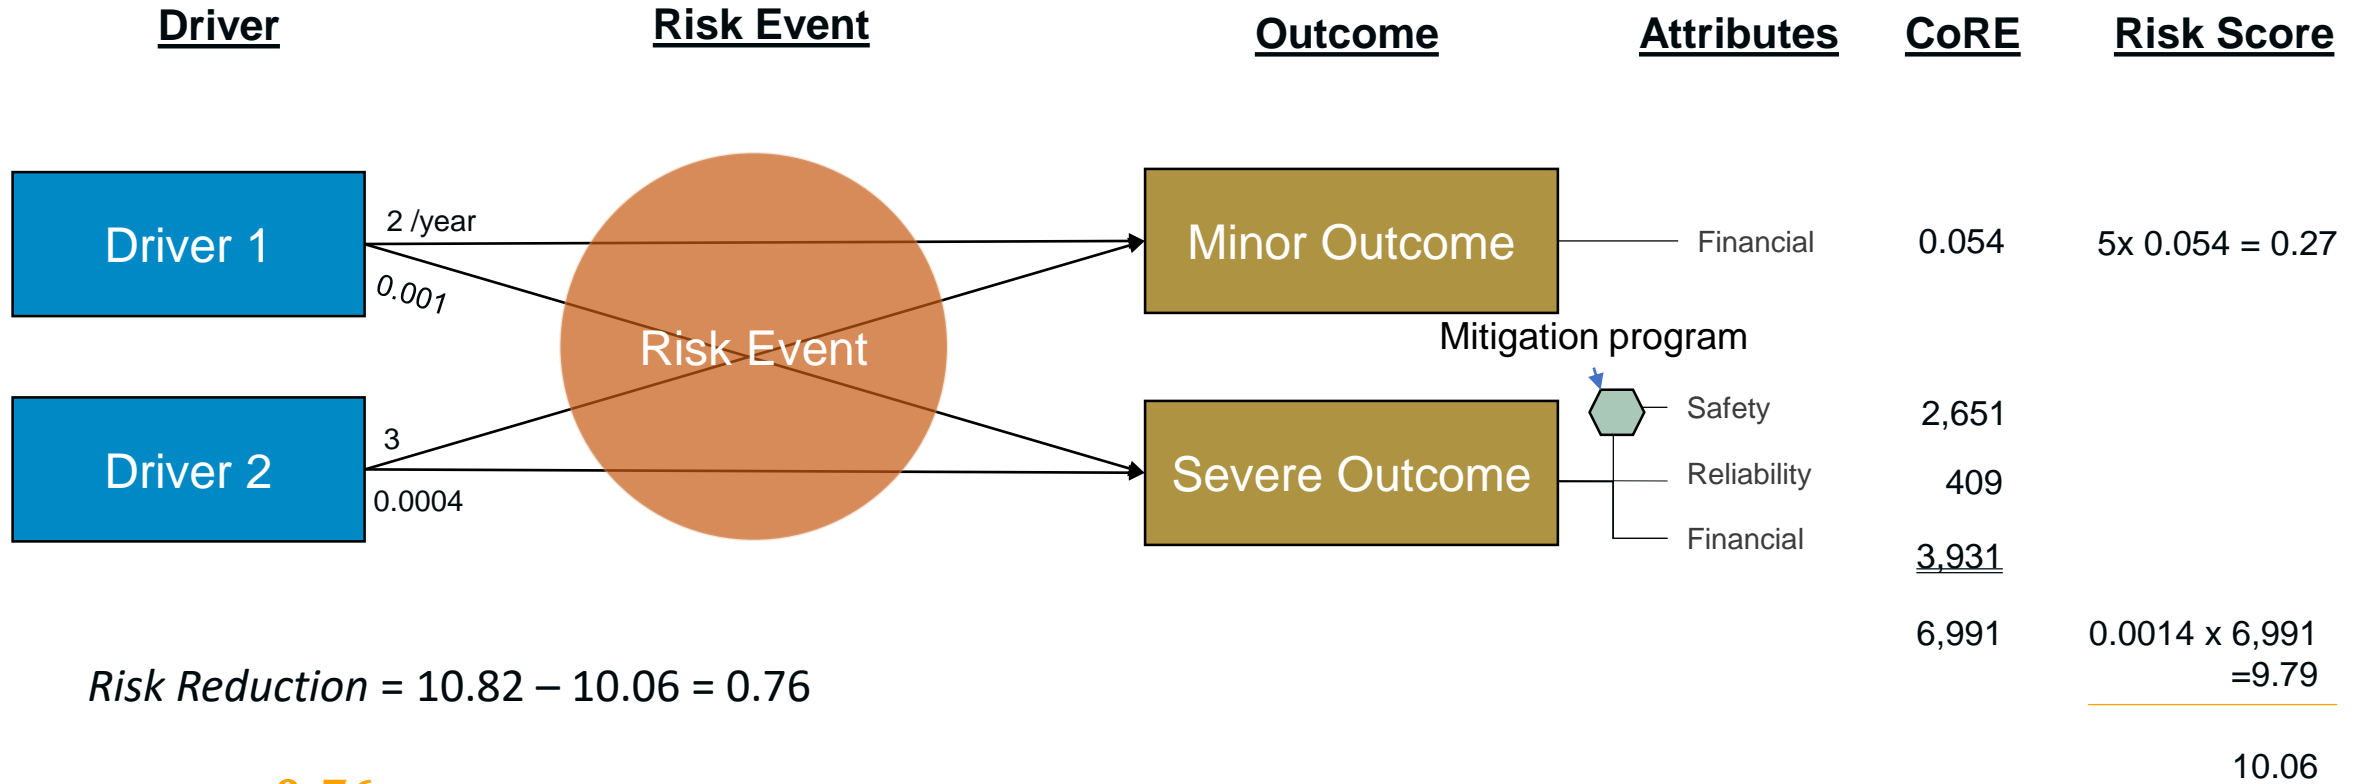 Driver
Risk Event
Outcome
Attributes
CoRE
Risk Score
Driver 1
2 /year
0.001
Risk Event
Minor Outcome
Financial
0.054
5x 0.054 = 0.27
Mitigation program
Driver 2
3
0.0004
Severe Outcome
Safety
2,651
Reliability
409
Financial
3,931
6,991
0.0014 x 6,991
=9.79
Risk Reduction = 10.82 – 10.06 = 0.76
10.06